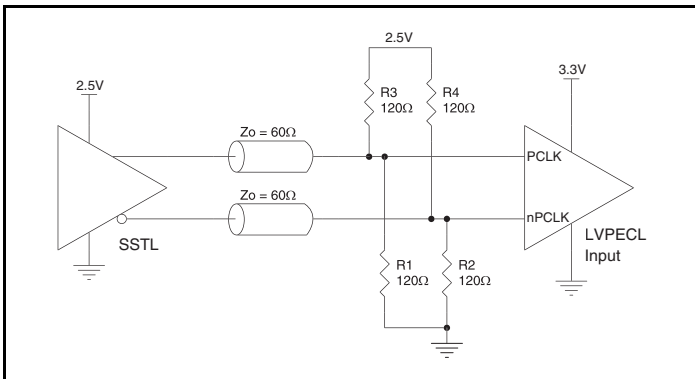 2.5V
3.3V
2.5V
R3
120Ω
R4
120Ω
Zo = 60Ω
PCLK
Zo = 60Ω
nPCLK
SSTL
LVPECL
Input
R1
120Ω
R2
120Ω